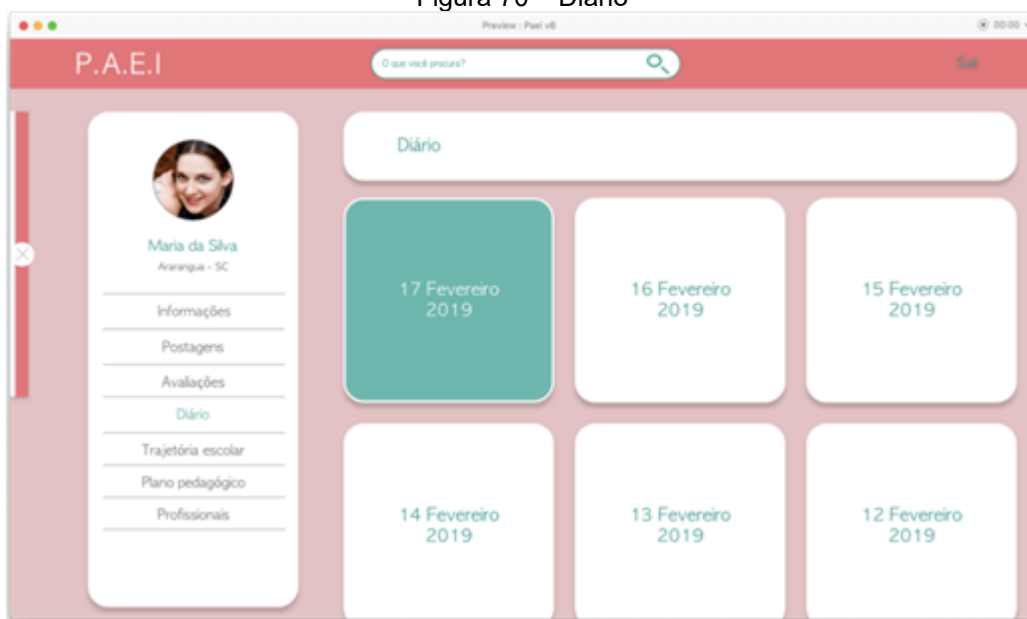 Figura 70 – Diário
Preview : Paei v6
00:00
P.A.E.I
O que você procura?
Sair
Maria da Silva
Ararangua - SC
Informações
Postagens
Avaliações
Diário
Trajetória escolar
Plano pedagógico
Profissionais
Diário
17 Fevereiro
2019
16 Fevereiro
2019
15 Fevereiro
2019
14 Fevereiro
2019
13 Fevereiro
2019
12 Fevereiro
2019